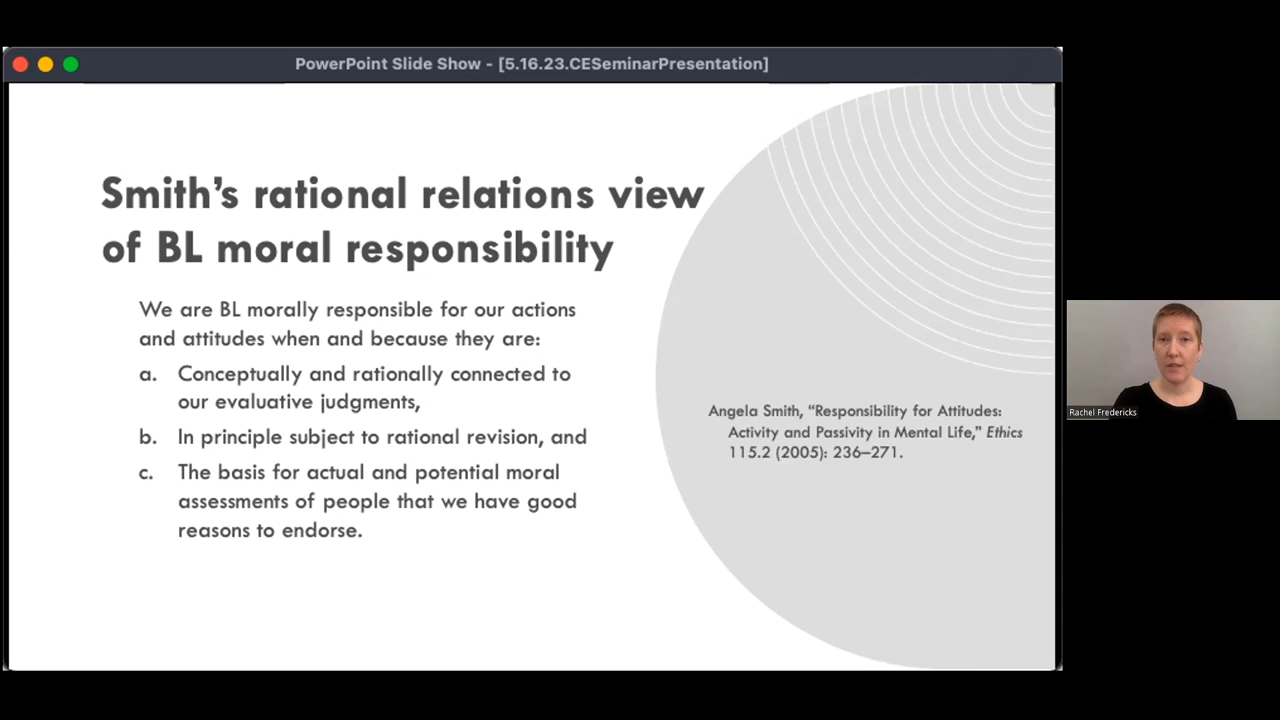 PowerPoint Slide Show - [5.16.23.CESeminarPresentation]
Smith's rational relations view
of BL moral responsibility
We are BL morally responsible for our actions
and attitudes when and because they are:
a. Conceptually and rationally connected to
our evaluative judgments,
b. In principle subject to rational revision, and
c. The basis for actual and potential moral
assessments of people that we have good
reasons to endorse.
Angela Smith, “Responsibility for Attitudes:
Activity and Passivity in Mental Life,” Ethics
115.2 (2005): 236–271.
Rachel Fredericks